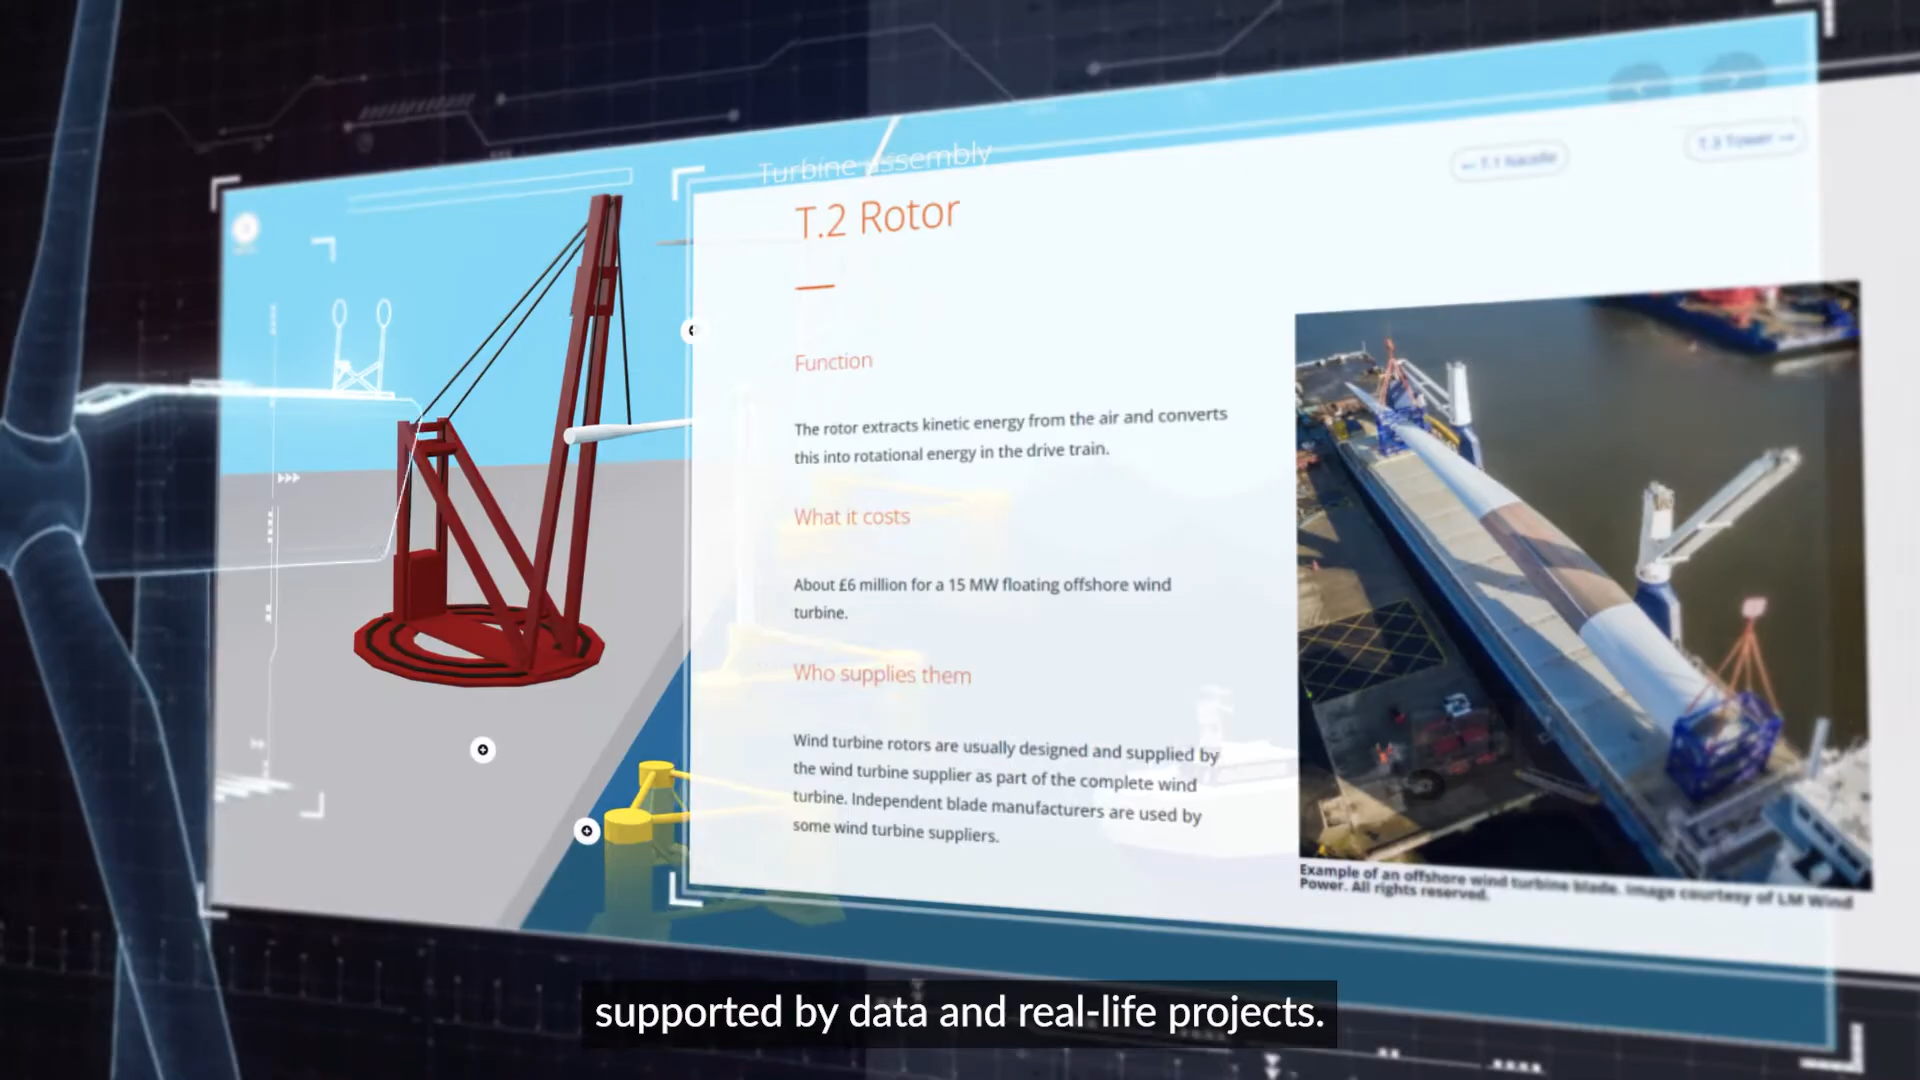 Turbine assembly
T.2 Rotor
← T.1 Nacelle
T.3 Tower →
Function
The rotor extracts kinetic energy from the air and converts
this into rotational energy in the drive train.
What it costs
About £6 million for a 15 MW floating offshore wind
turbine.
Who supplies them
Wind turbine rotors are usually designed and supplied by
the wind turbine supplier as part of the complete wind
turbine. Independent blade manufacturers are used by
some wind turbine suppliers.
Example of an offshore wind turbine blade. Image courtesy of LM Wind
Power. All rights reserved.
supported by data and real-life projects.